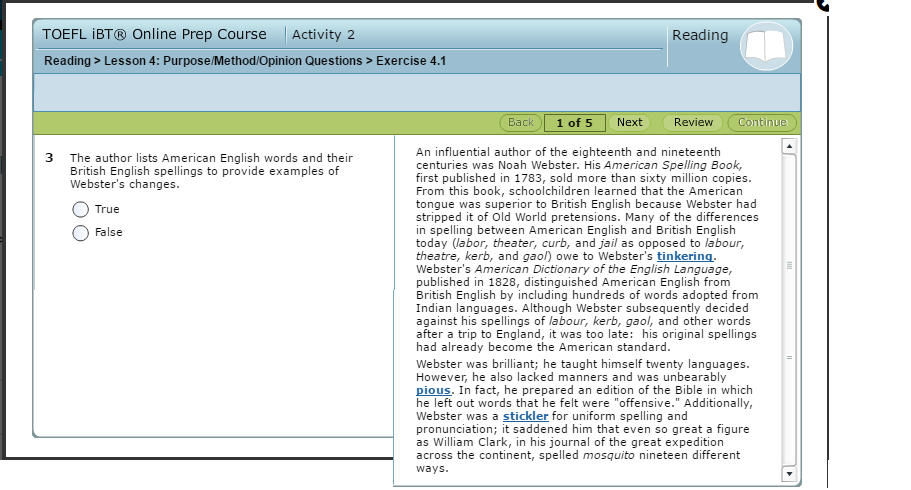 TOEFL iBT® Online Prep Course
Activity 2
Reading
Reading > Lesson 4: Purpose/Method/Opinion Questions > Exercise 4.1
Back
1 of 5
Next
Review
Continue
3 The author lists American English words and their
British English spellings to provide examples of
Webster's changes.
True
False
An influential author of the eighteenth and nineteenth
centuries was Noah Webster. His American Spelling Book,
first published in 1783, sold more than sixty million copies.
From this book, schoolchildren learned that the American
tongue was superior to British English because Webster had
stripped it of Old World pretensions. Many of the differences
in spelling between American English and British English
today (labor, theater, curb, and jail as opposed to labour,
theatre, kerb, and gaol) owe to Webster's tinkering.
Webster's American Dictionary of the English Language,
published in 1828, distinguished American English from
British English by including hundreds of words adopted from
Indian languages. Although Webster subsequently decided
against his spellings of labour, kerb, gaol, and other words
after a trip to England, it was too late: his original spellings
had already become the American standard.
Webster was brilliant; he taught himself twenty languages.
However, he also lacked manners and was unbearably
pious. In fact, he prepared an edition of the Bible in which
he left out words that he felt were "offensive." Additionally,
Webster was a stickler for uniform spelling and
pronunciation; it saddened him that even so great a figure
as William Clark, in his journal of the great expedition
across the continent, spelled mosquito nineteen different
ways.